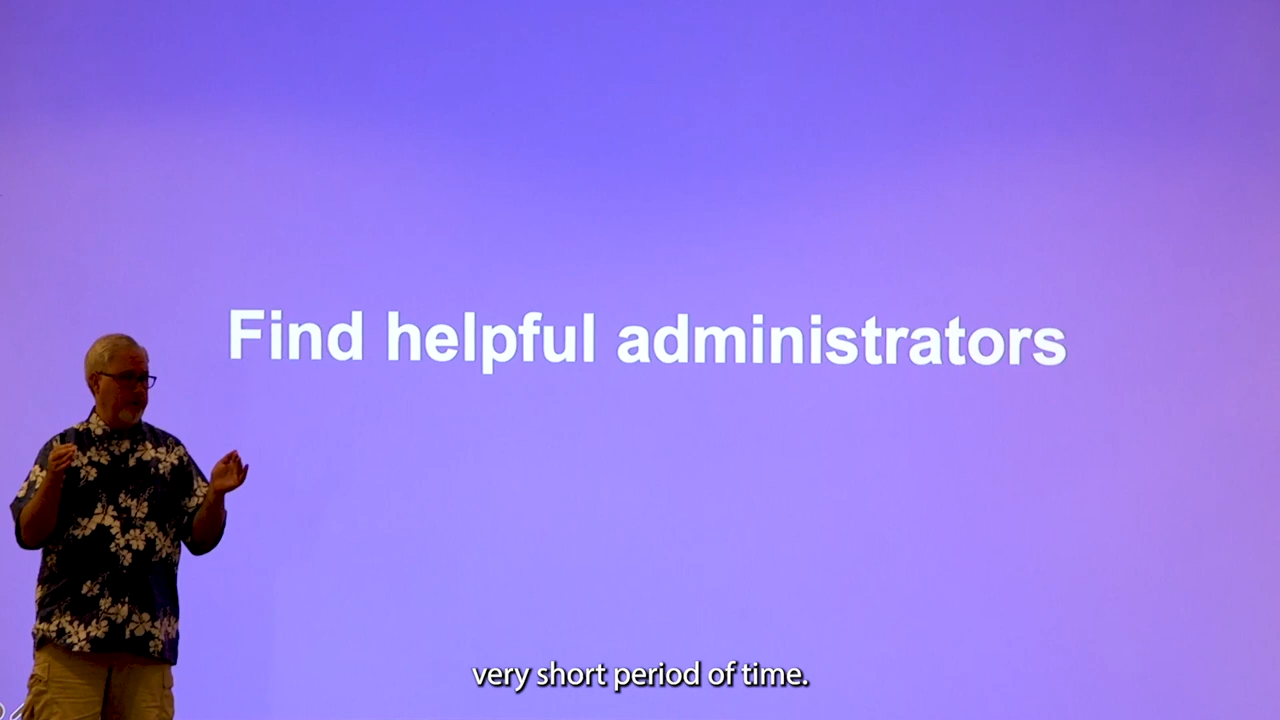 Find helpful administrators
very short period of time.